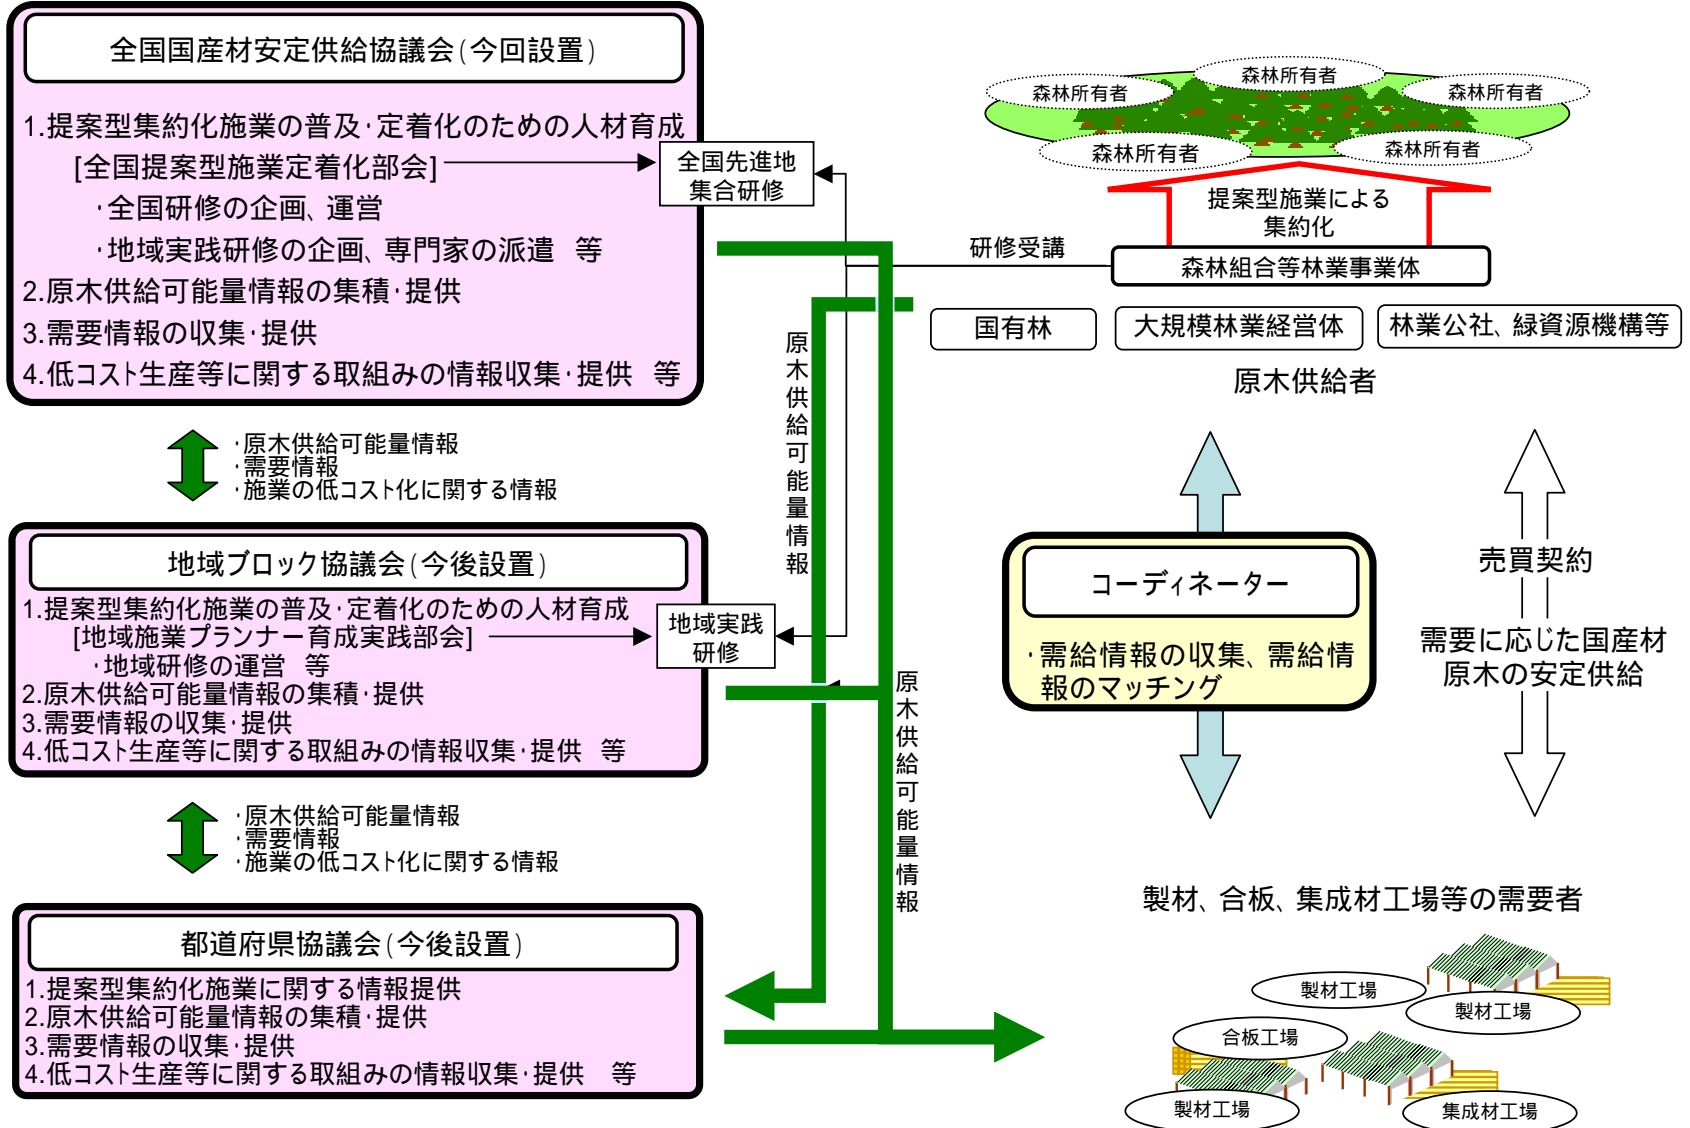 全国国産材安定供給協議会(今回設置)
1.提案型集約化施業の普及・定着化のための人材育成
[全国提案型施業定着化部会]
・全国研修の企画、運営
・地域実践研修の企画、専門家の派遣 等
2.原木供給可能量情報の集積・提供
3.需要情報の収集・提供
4.低コスト生産等に関する取組みの情報収集・提供 等
全国先進地
集合研修
・原木供給可能量情報
・需要情報
・施業の低コスト化に関する情報
地域ブロック協議会(今後設置)
1.提案型集約化施業の普及・定着化のための人材育成
[地域施業プランナー育成実践部会]
・地域研修の運営 等
2.原木供給可能量情報の集積・提供
3.需要情報の収集・提供
4.低コスト生産等に関する取組みの情報収集・提供 等
地域実践
研修
・原木供給可能量情報
・需要情報
・施業の低コスト化に関する情報
都道府県協議会(今後設置)
1.提案型集約化施業に関する情報提供
2.原木供給可能量情報の集積・提供
3.需要情報の収集・提供
4.低コスト生産等に関する取組みの情報収集・提供 等
原木供給可能量情報
原木供給可能量情報
森林所有者
森林所有者
森林所有者
森林所有者
森林所有者
提案型施業による
集約化
研修受講
森林組合等林業事業体
国有林
大規模林業経営体
林業公社、緑資源機構等
原木供給者
コーディネーター
・需給情報の収集、需給情
報のマッチング
売買契約
需要に応じた国産材
原木の安定供給
製材、合板、集成材工場等の需要者
製材工場
製材工場
合板工場
製材工場
集成材工場